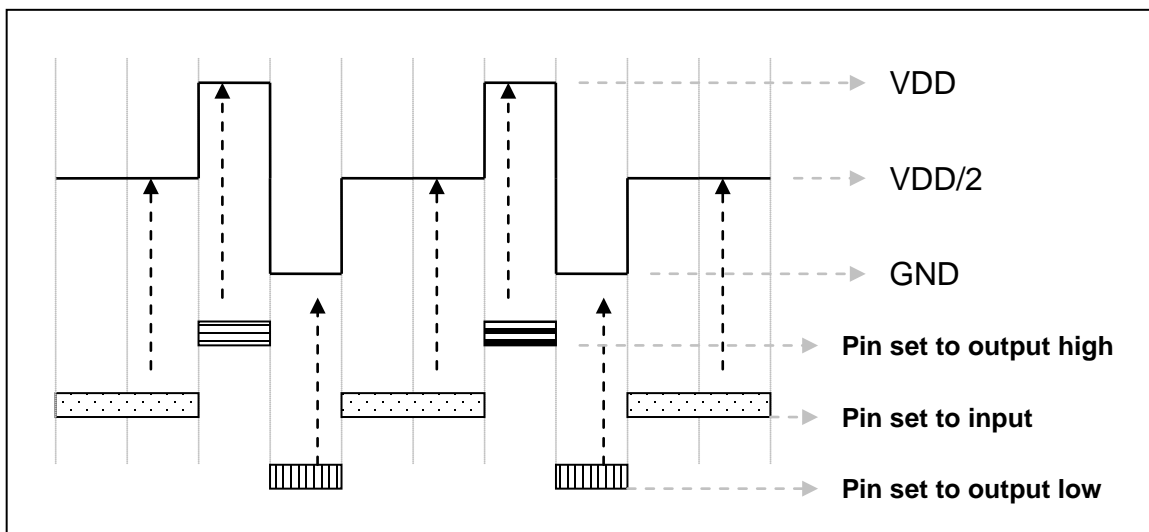 VDD
VDD/2
GND
Pin set to output high
Pin set to input
Pin set to output low